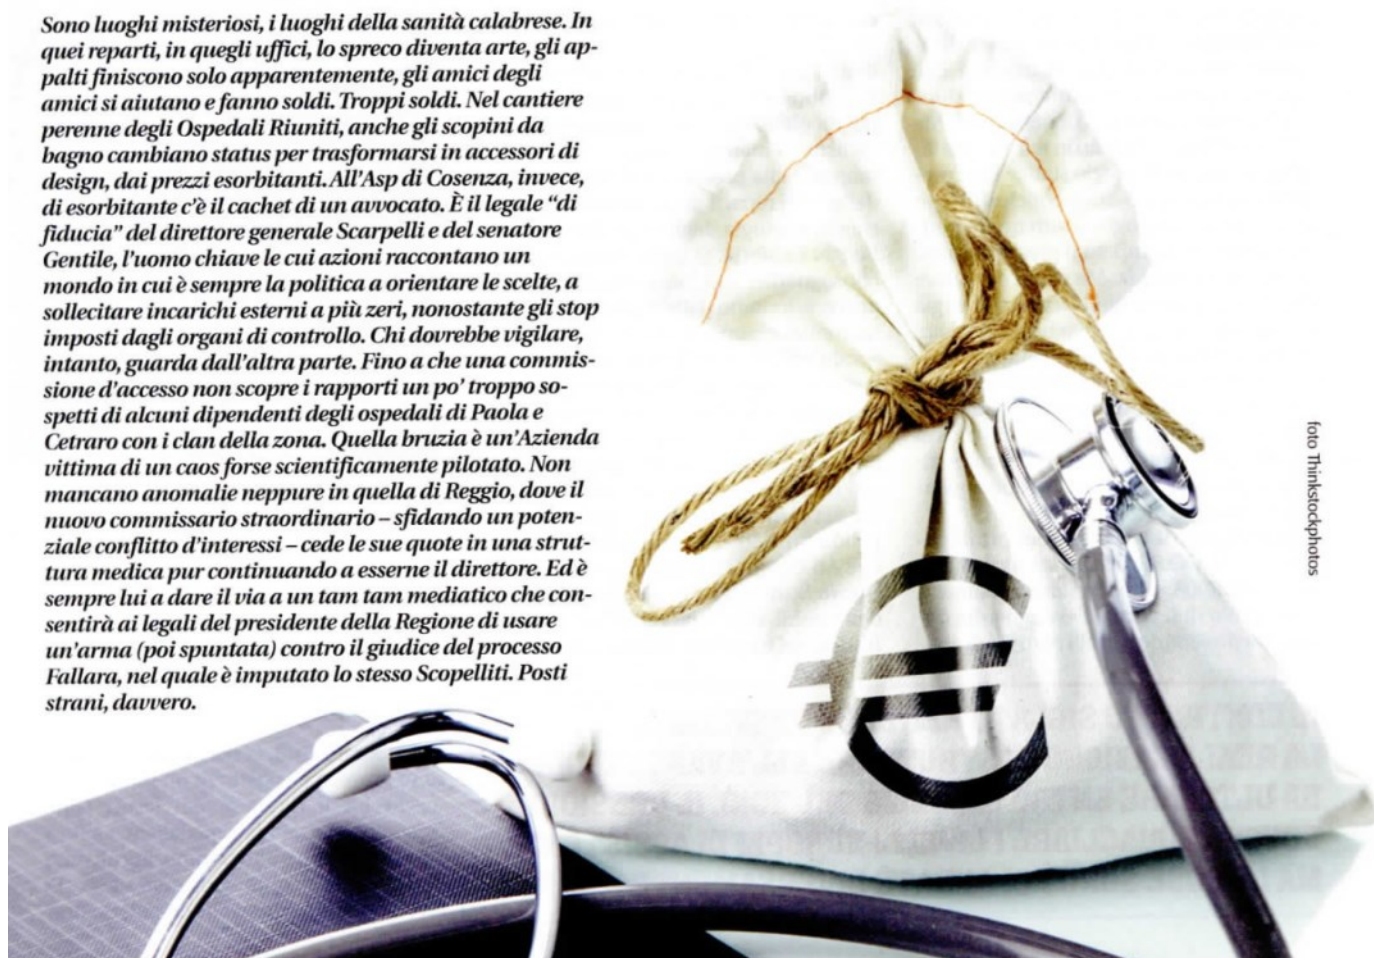 Sono luoghi misteriosi, i luoghi della sanità calabrese. In
quei reparti, in quegli uffici, lo spreco diventa arte, gli ap-
palti finiscono solo apparentemente, gli amici degli
amici si aiutano e fanno soldi. Troppi soldi. Nel cantiere
perenne degli Ospedali Riuniti, anche gli scopini da
bagno cambiano status per trasformarsi in accessori di
design, dai prezzi esorbitanti. All'Asp di Cosenza, invece,
di esorbitante c'è il cachet di un avvocato. È il legale “di
fiducia” del direttore generale Scarpelli e del senatore
Gentile, l'uomo chiave le cui azioni raccontano un
mondo in cui è sempre la politica a orientare le scelte, a
sollecitare incarichi esterni a più zeri, nonostante gli stop
imposti dagli organi di controllo. Chi dovrebbe vigilare,
intanto, guarda dall'altra parte. Fino a che una commis-
sione d'accesso non scopre i rapporti un po' troppo so-
spetti di alcuni dipendenti degli ospedali di Paola e
Cetraro con i clan della zona. Quella bruzia è un'Azienda
vittima di un caos forse scientificamente pilotato. Non
mancano anomalie neppure in quella di Reggio, dove il
nuovo commissario straordinario – sfidando un poten-
ziale conflitto d'interessi – cede le sue quote in una strut-
tura medica pur continuando a esserne il direttore. Ed è
sempre lui a dare il via a un tam tam mediatico che con-
sentirà ai legali del presidente della Regione di usare
un'arma (poi spuntata) contro il giudice del processo
Fallara, nel quale è imputato lo stesso Scopelliti. Posti
strani, davvero.
foto Thinkstockphotos
€